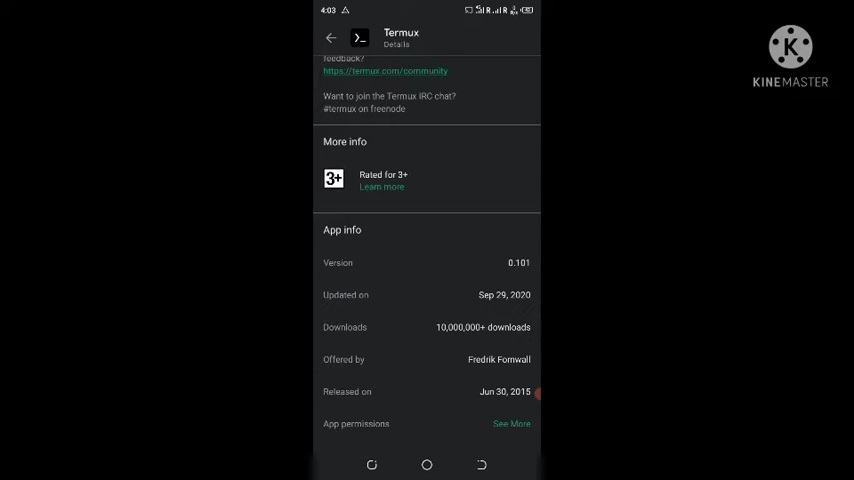 4:03
Termux
Details
feedback?
https://termux.com/community
Want to join the Termux IRC chat?
#termux on freenode
More info
3+
Rated for 3+
Learn more
App info
Version 0.101
Updated on Sep 29, 2020
Downloads 10,000,000+ downloads
Offered by Fredrik Fornwall
Released on Jun 30, 2015
App permissions See More
K
KINEMASTER